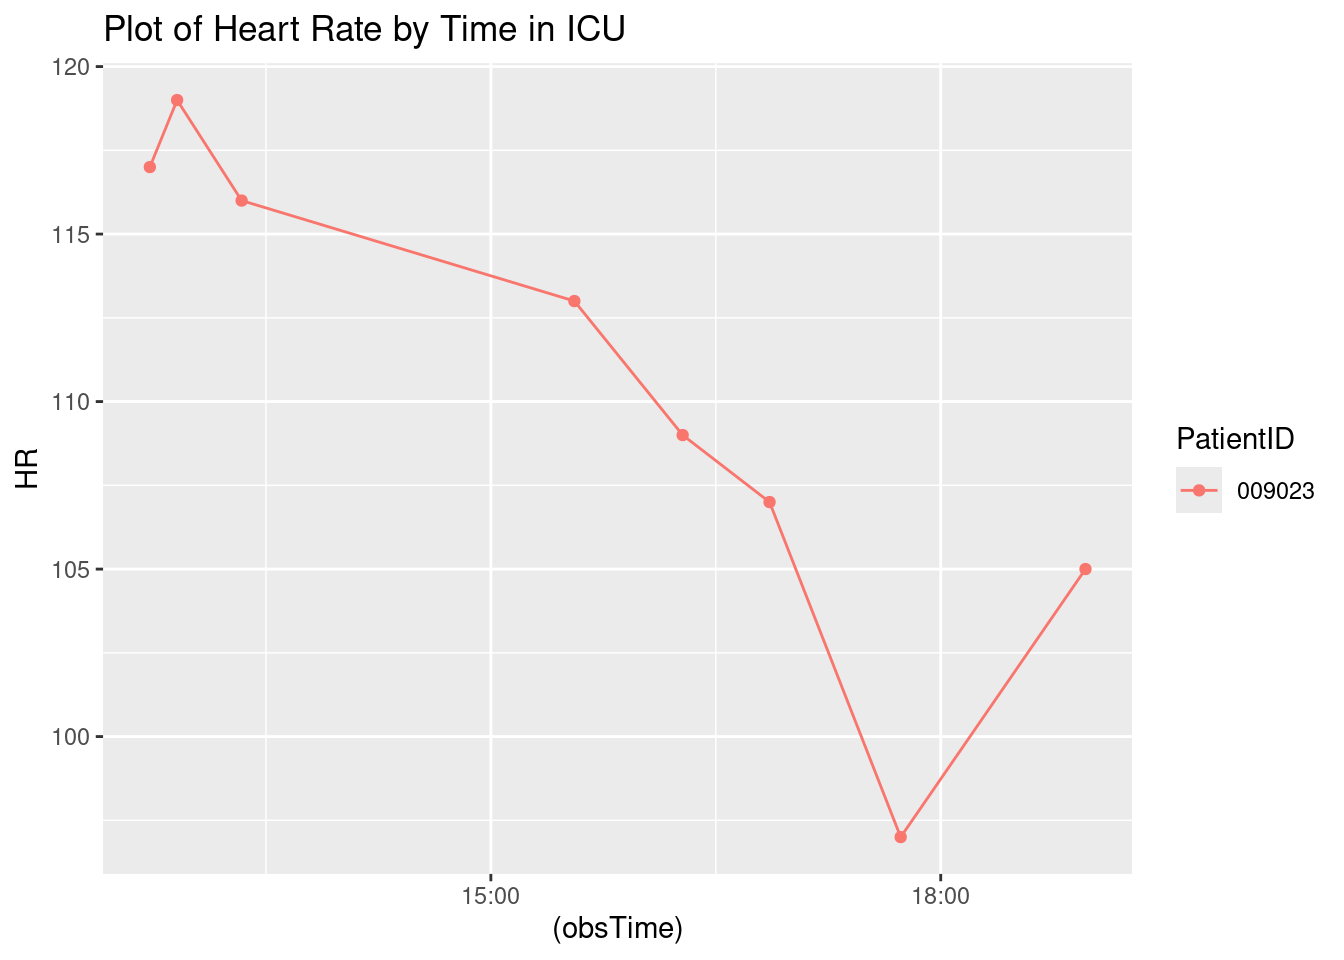 Plot of Heart Rate by Time in ICU
120
115
110
105
100
HR
15:00
18:00
(obsTime)
PatientID
009023